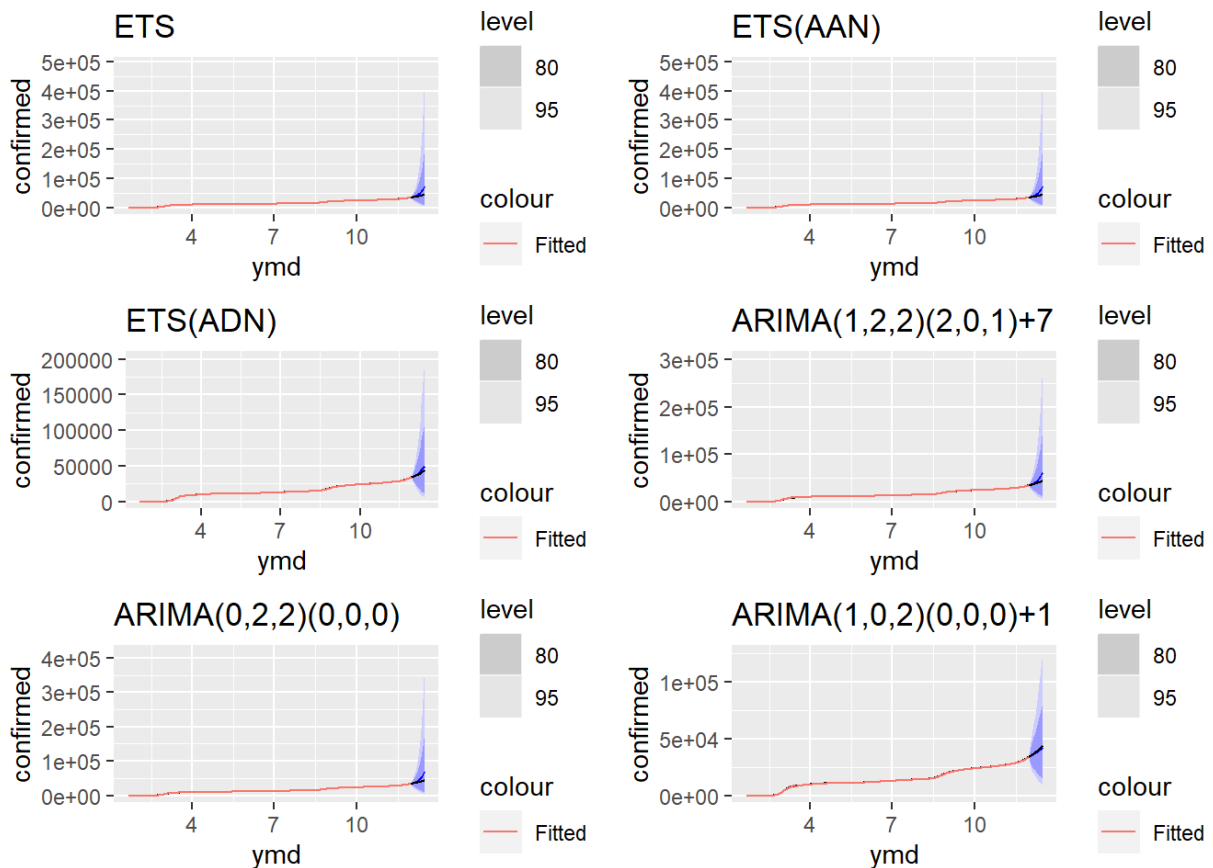 ETS
confirmed
5e+05
4e+05
3e+05
2e+05
1e+05
0e+00
4 7 10
ymd
level
80
95
colour
Fitted
ETS(AAN)
confirmed
5e+05
4e+05
3e+05
2e+05
1e+05
0e+00
4 7 10
ymd
level
80
95
colour
Fitted
ETS(ADN)
confirmed
200000
150000
100000
50000
0
4 7 10
ymd
level
80
95
colour
Fitted
ARIMA(1,2,2)(2,0,1)+7
confirmed
3e+05
2e+05
1e+05
0e+00
4 7 10
ymd
level
80
95
colour
Fitted
ARIMA(0,2,2)(0,0,0)
confirmed
4e+05
3e+05
2e+05
1e+05
0e+00
4 7 10
ymd
level
80
95
colour
Fitted
ARIMA(1,0,2)(0,0,0)+1
confirmed
1e+05
5e+04
0e+00
4 7 10
ymd
level
80
95
colour
Fitted